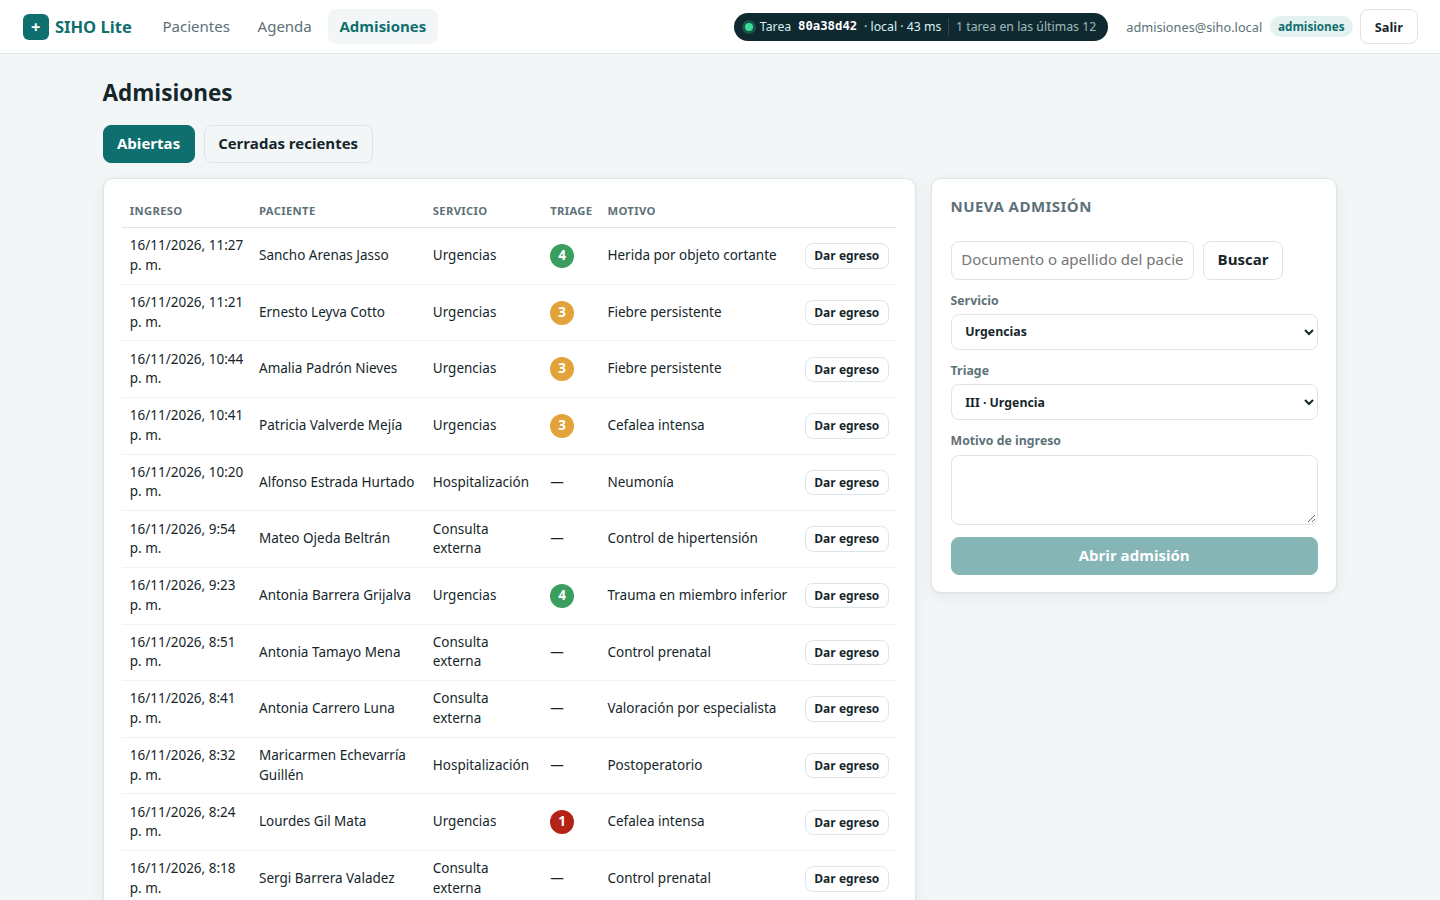 + SIHO Lite Pacientes Agenda Admisiones Tarea 80a38d42 · local · 43 ms 1 tarea en las últimas 12 admisiones@siho.local admisiones Salir
Admisiones
Abiertas Cerradas recientes
INGRESO PACIENTE SERVICIO TRIAGE MOTIVO
16/11/2026, 11:27 p. m. Sancho Arenas Jasso Urgencias 4 Herida por objeto cortante Dar egreso
16/11/2026, 11:21 p. m. Ernesto Leyva Cotto Urgencias 3 Fiebre persistente Dar egreso
16/11/2026, 10:44 p. m. Amalia Padrón Nieves Urgencias 3 Fiebre persistente Dar egreso
16/11/2026, 10:41 p. m. Patricia Valverde Mejía Urgencias 3 Cefalea intensa Dar egreso
16/11/2026, 10:20 p. m. Alfonso Estrada Hurtado Hospitalización — Neumonía Dar egreso
16/11/2026, 9:54 p. m. Mateo Ojeda Beltrán Consulta externa — Control de hipertensión Dar egreso
16/11/2026, 9:23 p. m. Antonia Barrera Grijalva Urgencias 4 Trauma en miembro inferior Dar egreso
16/11/2026, 8:51 p. m. Antonia Tamayo Mena Consulta externa — Control prenatal Dar egreso
16/11/2026, 8:41 p. m. Antonia Carrero Luna Consulta externa — Valoración por especialista Dar egreso
16/11/2026, 8:32 p. m. Maricarmen Echevarría Guillén Hospitalización — Postoperatorio Dar egreso
16/11/2026, 8:24 p. m. Lourdes Gil Mata Urgencias 1 Cefalea intensa Dar egreso
16/11/2026, 8:18 p. m. Sergi Barrera Valadez Consulta externa — Control prenatal Dar egreso
NUEVA ADMISIÓN
Documento o apellido del pacie Buscar
Servicio
Urgencias
Triage
III · Urgencia
Motivo de ingreso
Abrir admisión